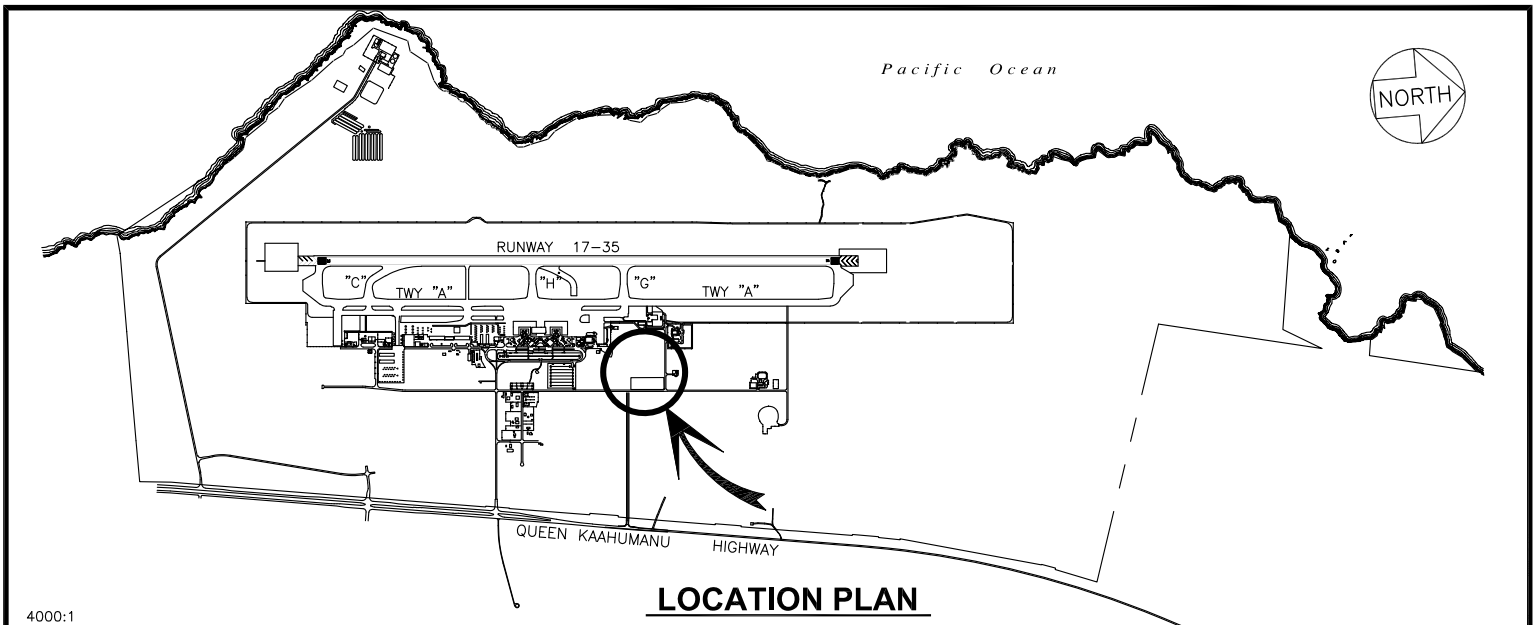 Pacific Ocean
NORTH
RUNWAY 17-35
"C"
TWY "A"
"H"
"G"
TWY "A"
QUEEN KAAHUMANU HIGHWAY
LOCATION PLAN
4000:1